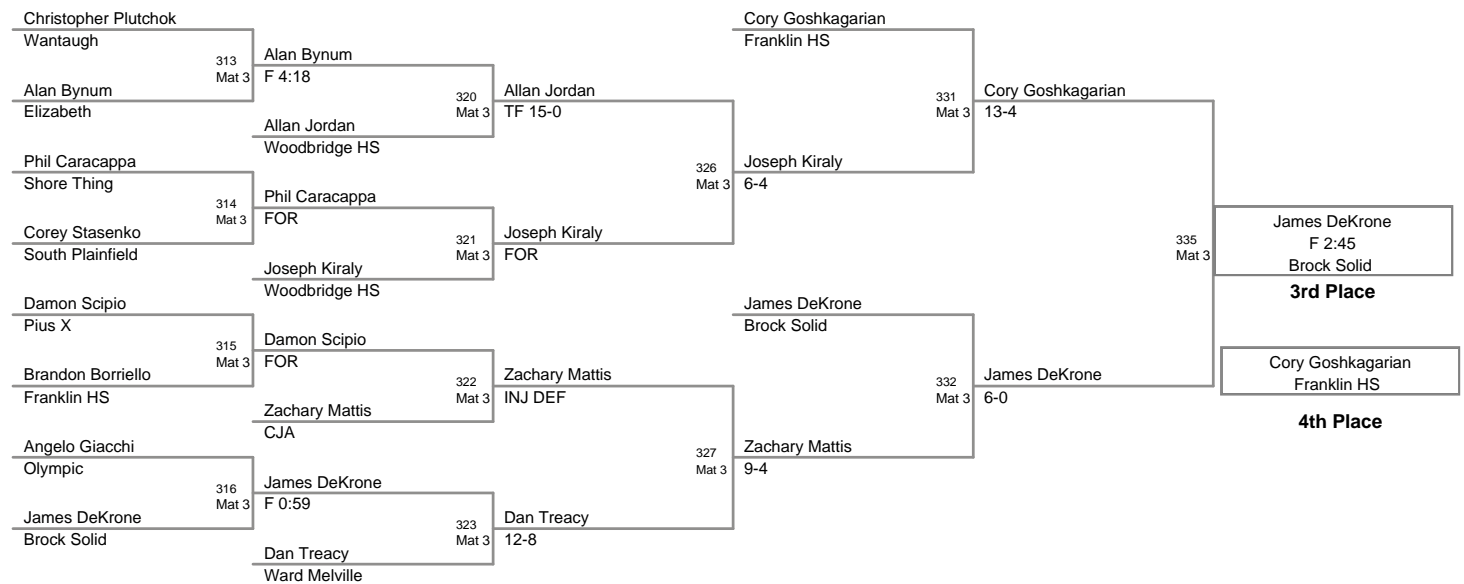 Christopher Plutchok
Wantaugh
313
Mat 3
Alan Bynum
Elizabeth
Phil Caracappa
Shore Thing
314
Mat 3
Corey Stasenko
South Plainfield
Damon Scipio
Pius X
315
Mat 3
Brandon Borriello
Franklin HS
Angelo Giacchi
Olympic
316
Mat 3
James DeKrone
Brock Solid
Alan Bynum
F 4:18
320
Mat 3
Allan Jordan
Woodbridge HS
Phil Caracappa
FOR
321
Mat 3
Joseph Kiraly
Woodbridge HS
Damon Scipio
FOR
322
Mat 3
Zachary Mattis
CJA
James DeKrone
F 0:59
323
Mat 3
Dan Treacy
Ward Melville
Allan Jordan
TF 15-0
326
Mat 3
Joseph Kiraly
FOR
Zachary Mattis
INJ DEF
327
Mat 3
Dan Treacy
12-8
Cory Goshkagarian
Franklin HS
331
Mat 3
Joseph Kiraly
6-4
James DeKrone
Brock Solid
332
Mat 3
Zachary Mattis
9-4
Cory Goshkagarian
13-4
335
Mat 3
James DeKrone
6-0
James DeKrone
F 2:45
Brock Solid
3rd Place
Cory Goshkagarian
Franklin HS
4th Place